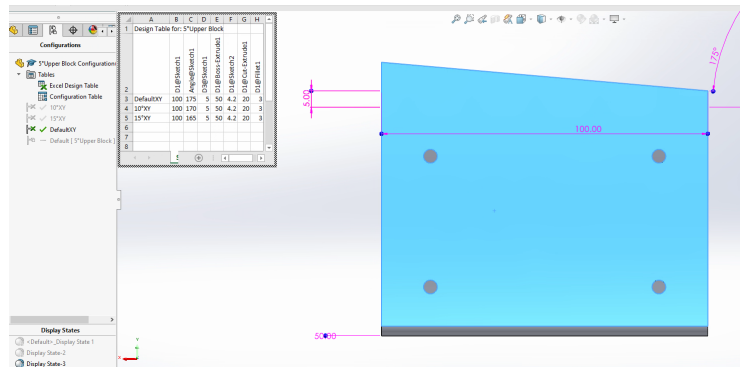 Configurations
5°Upper Block Configurations
Tables
Excel Design Table
Configuration Table
10°XY
15°XY
DefaultXY
Default [ 5°Upper Block ]
Display States
<Default>_Display State 1
Display State-2
Display State-3
A B C D E F G H
1 Design Table for: 5°Upper Block
2 D1@Sketch1 Angle@Sketch1 D3@Sketch1 D1@Boss-Extrude1 D1@Sketch2 D1@Cut-Extrude1 D1@Fillet1
3 DefaultXY 100 175 5 50 4.2 20 3
4 10°XY 100 170 5 50 4.2 20 3
5 15°XY 100 165 5 50 4.2 20 3
6
7
8
175°
5.00
100.00
50.00
Y
X